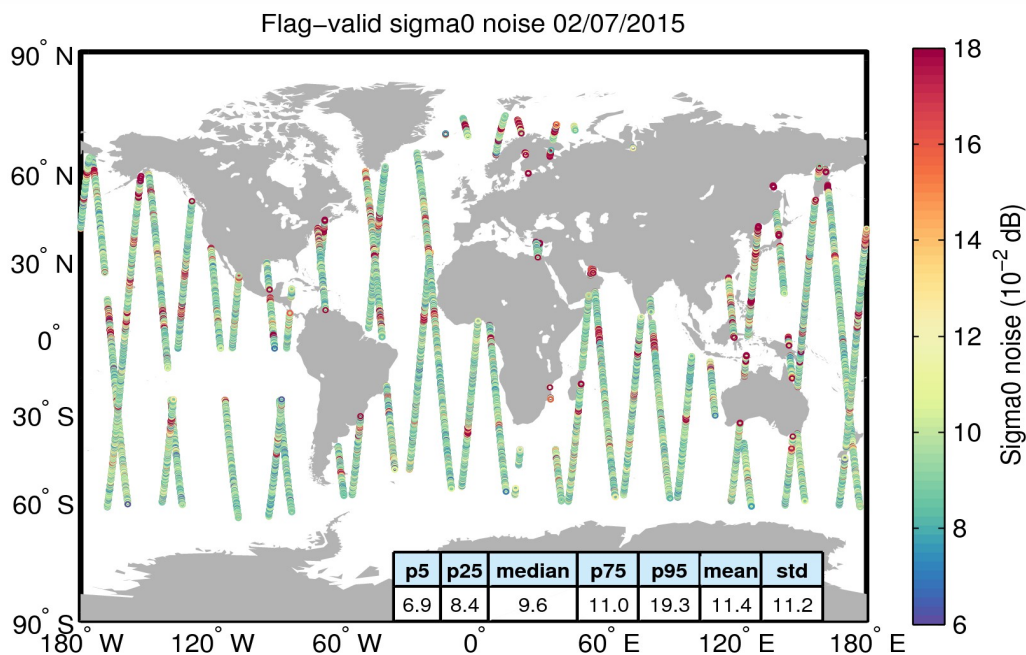 Flag−valid sigma0 noise 02/07/2015
90° N
60° N
30° N
0°
30° S
60° S
90° S
180° W
120° W
60° W
0°
60° E
120° E
180° E
18
16
14
12
10
8
6
Sigma0 noise (10⁻² dB)
p5 p25 median p75 p95 mean std
6.9 8.4 9.6 11.0 19.3 11.4 11.2